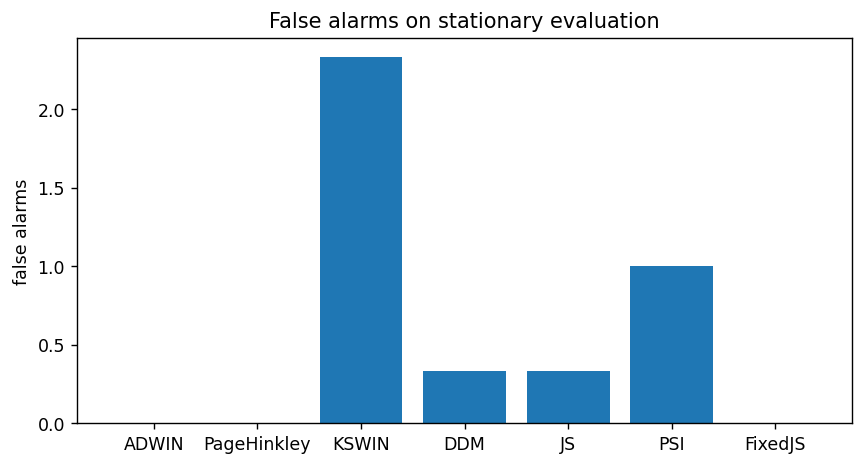 False alarms on stationary evaluation
false alarms
2.0
1.5
1.0
0.5
0.0
ADWIN PageHinkley KSWIN DDM JS PSI FixedJS